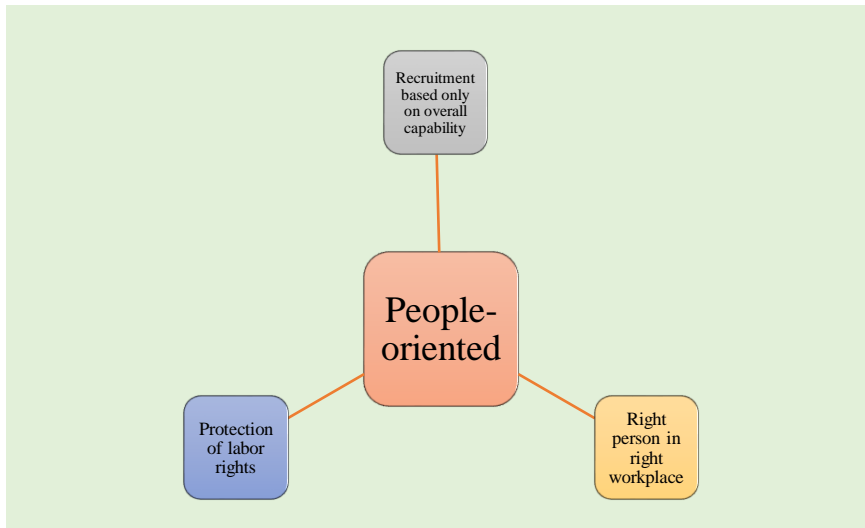 Recruitment
based only
on overall
capability
People-
oriented
Protection
of labor
rights
Right
person in
right
workplace